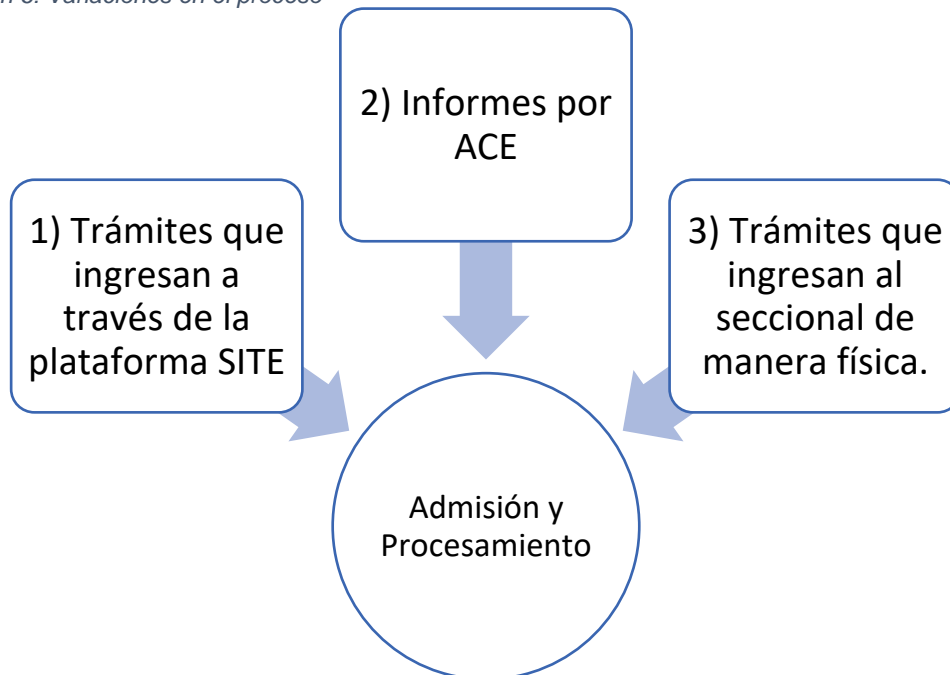 n 3. Variaciones en el proceso
2) Informes por
ACE
1) Trámites que
ingresan a
través de la
plataforma SITE
3) Trámites que
ingresan al
seccional de
manera física.
Admisión y
Procesamiento